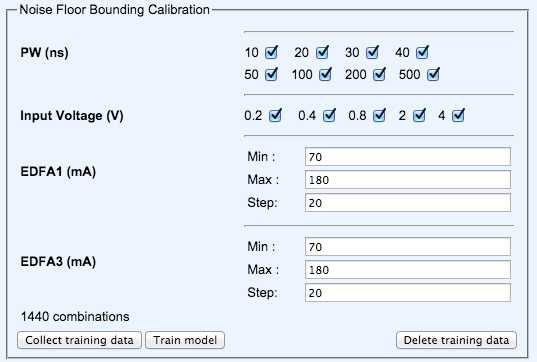 Noise Floor Bounding Calibration
PW (ns)
10 20 30 40
50 100 200 500
Input Voltage (V)
0.2 0.4 0.8 2 4
EDFA1 (mA)
Min : 70
Max : 180
Step: 20
EDFA3 (mA)
Min : 70
Max : 180
Step: 20
1440 combinations
Collect training data Train model Delete training data